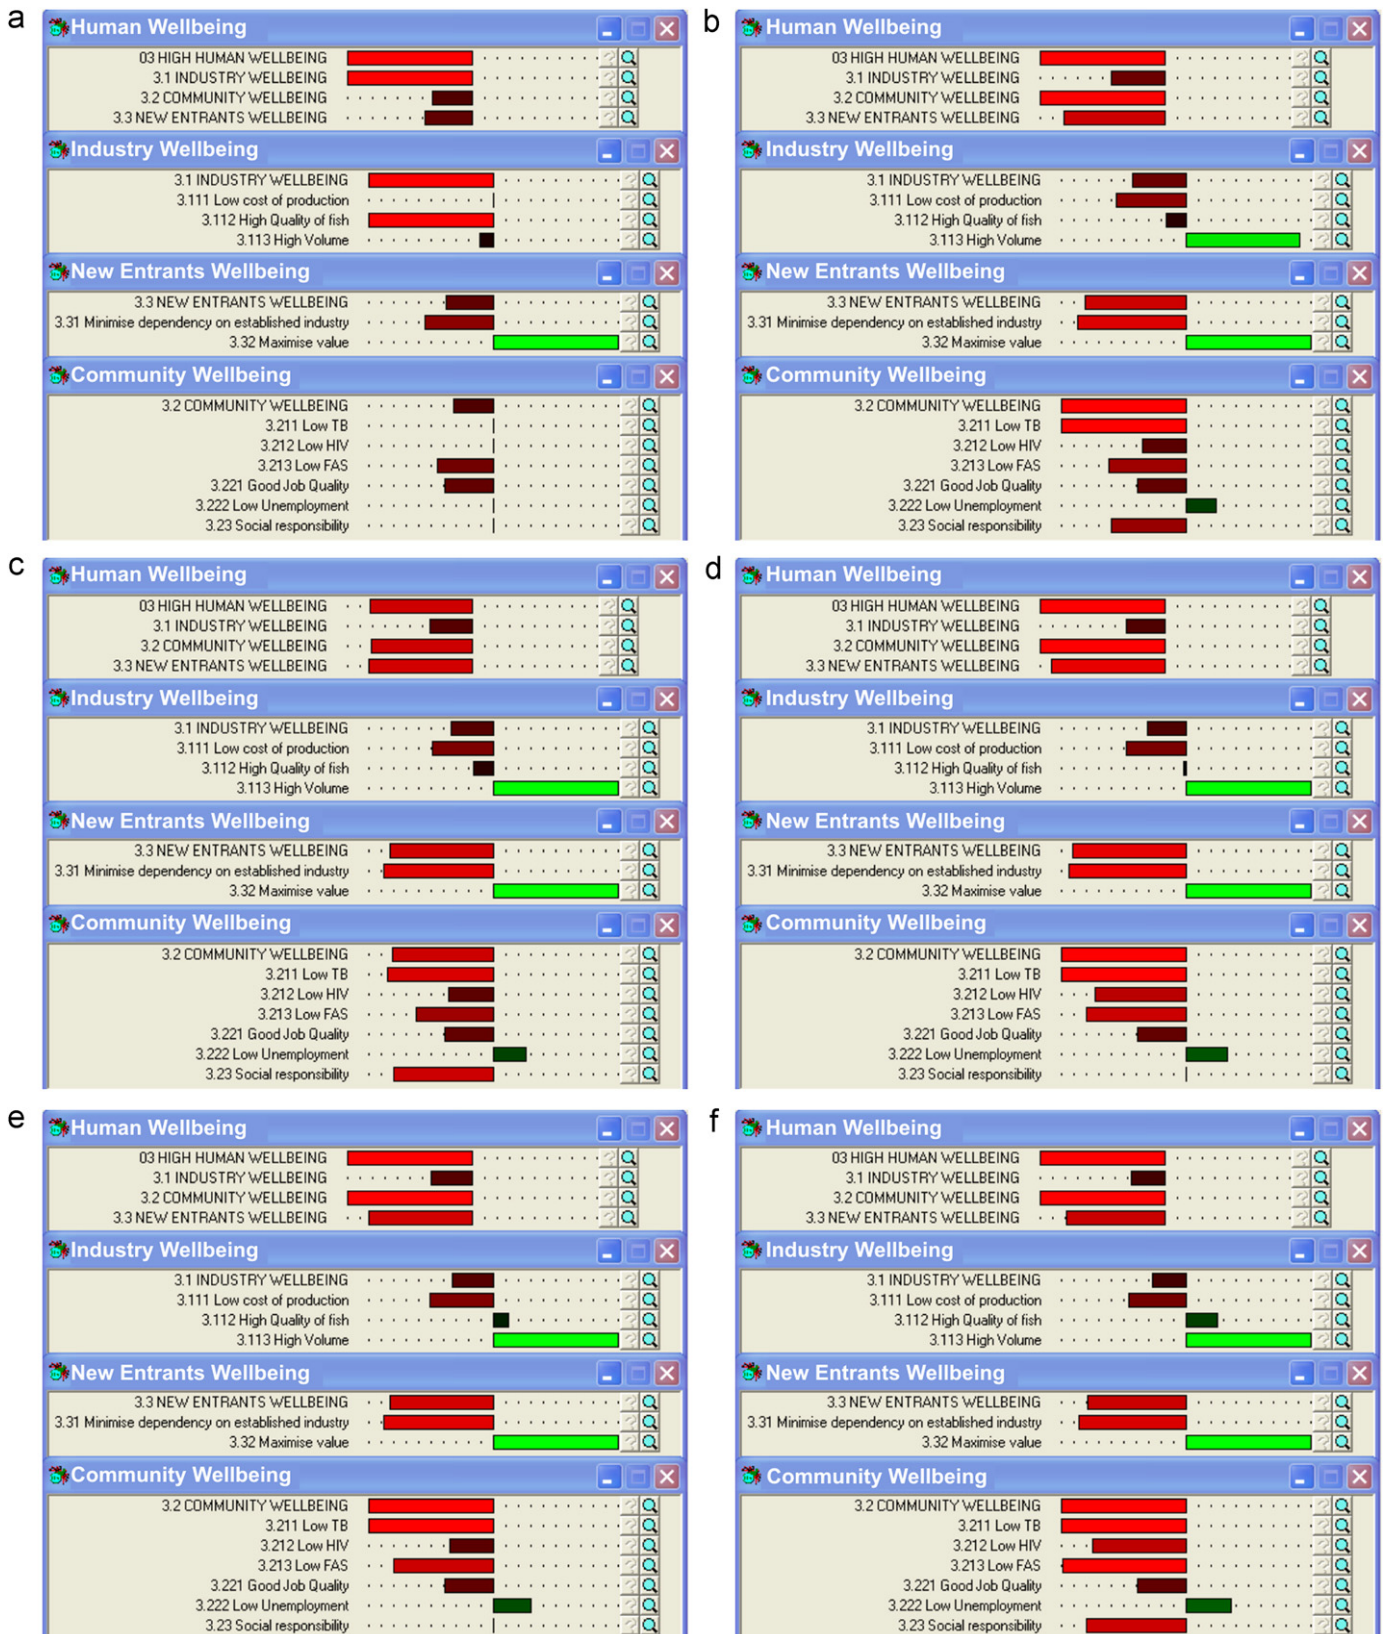 a
Human Wellbeing
03 HIGH HUMAN WELLBEING
3.1 INDUSTRY WELLBEING
3.2 COMMUNITY WELLBEING
3.3 NEW ENTRANTS WELLBEING
Industry Wellbeing
3.1 INDUSTRY WELLBEING
3.111 Low cost of production
3.112 High Quality of fish
3.113 High Volume
New Entrants Wellbeing
3.3 NEW ENTRANTS WELLBEING
3.31 Minimise dependency on established industry
3.32 Maximise value
Community Wellbeing
3.2 COMMUNITY WELLBEING
3.211 Low TB
3.212 Low HIV
3.213 Low FAS
3.221 Good Job Quality
3.222 Low Unemployment
3.23 Social responsibility
b
Human Wellbeing
03 HIGH HUMAN WELLBEING
3.1 INDUSTRY WELLBEING
3.2 COMMUNITY WELLBEING
3.3 NEW ENTRANTS WELLBEING
Industry Wellbeing
3.1 INDUSTRY WELLBEING
3.111 Low cost of production
3.112 High Quality of fish
3.113 High Volume
New Entrants Wellbeing
3.3 NEW ENTRANTS WELLBEING
3.31 Minimise dependency on established industry
3.32 Maximise value
Community Wellbeing
3.2 COMMUNITY WELLBEING
3.211 Low TB
3.212 Low HIV
3.213 Low FAS
3.221 Good Job Quality
3.222 Low Unemployment
3.23 Social responsibility
c
Human Wellbeing
03 HIGH HUMAN WELLBEING
3.1 INDUSTRY WELLBEING
3.2 COMMUNITY WELLBEING
3.3 NEW ENTRANTS WELLBEING
Industry Wellbeing
3.1 INDUSTRY WELLBEING
3.111 Low cost of production
3.112 High Quality of fish
3.113 High Volume
New Entrants Wellbeing
3.3 NEW ENTRANTS WELLBEING
3.31 Minimise dependency on established industry
3.32 Maximise value
Community Wellbeing
3.2 COMMUNITY WELLBEING
3.211 Low TB
3.212 Low HIV
3.213 Low FAS
3.221 Good Job Quality
3.222 Low Unemployment
3.23 Social responsibility
d
Human Wellbeing
03 HIGH HUMAN WELLBEING
3.1 INDUSTRY WELLBEING
3.2 COMMUNITY WELLBEING
3.3 NEW ENTRANTS WELLBEING
Industry Wellbeing
3.1 INDUSTRY WELLBEING
3.111 Low cost of production
3.112 High Quality of fish
3.113 High Volume
New Entrants Wellbeing
3.3 NEW ENTRANTS WELLBEING
3.31 Minimise dependency on established industry
3.32 Maximise value
Community Wellbeing
3.2 COMMUNITY WELLBEING
3.211 Low TB
3.212 Low HIV
3.213 Low FAS
3.221 Good Job Quality
3.222 Low Unemployment
3.23 Social responsibility
e
Human Wellbeing
03 HIGH HUMAN WELLBEING
3.1 INDUSTRY WELLBEING
3.2 COMMUNITY WELLBEING
3.3 NEW ENTRANTS WELLBEING
Industry Wellbeing
3.1 INDUSTRY WELLBEING
3.111 Low cost of production
3.112 High Quality of fish
3.113 High Volume
New Entrants Wellbeing
3.3 NEW ENTRANTS WELLBEING
3.31 Minimise dependency on established industry
3.32 Maximise value
Community Wellbeing
3.2 COMMUNITY WELLBEING
3.211 Low TB
3.212 Low HIV
3.213 Low FAS
3.221 Good Job Quality
3.222 Low Unemployment
3.23 Social responsibility
f
Human Wellbeing
03 HIGH HUMAN WELLBEING
3.1 INDUSTRY WELLBEING
3.2 COMMUNITY WELLBEING
3.3 NEW ENTRANTS WELLBEING
Industry Wellbeing
3.1 INDUSTRY WELLBEING
3.111 Low cost of production
3.112 High Quality of fish
3.113 High Volume
New Entrants Wellbeing
3.3 NEW ENTRANTS WELLBEING
3.31 Minimise dependency on established industry
3.32 Maximise value
Community Wellbeing
3.2 COMMUNITY WELLBEING
3.211 Low TB
3.212 Low HIV
3.213 Low FAS
3.221 Good Job Quality
3.222 Low Unemployment
3.23 Social responsibility